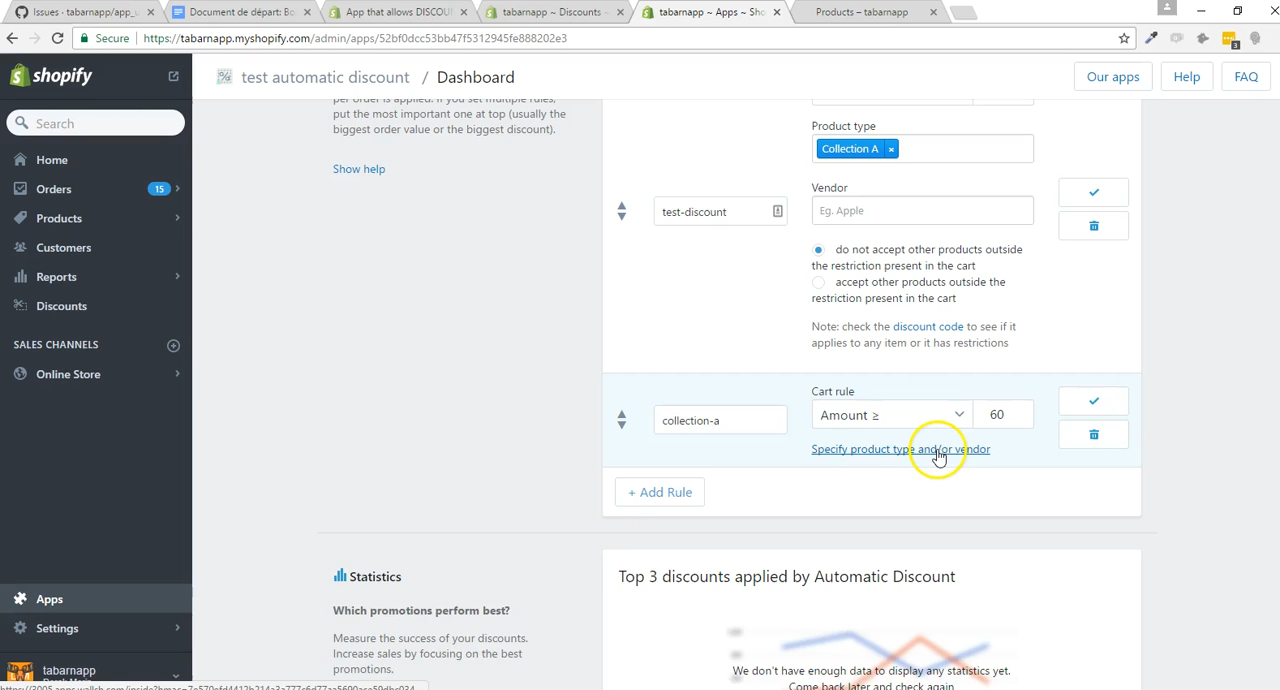 Issues · tabarnapp/app_
Document de départ: Bo
App that allows DISCOU
tabarnapp ~ Discounts ~
tabarnapp ~ Apps ~ Sho
Products – tabarnapp
Secure
https://tabarnapp.myshopify.com/admin/apps/52bf0dcc53bb47f5312945fe888202e3
3
shopify
test automatic discount / Dashboard
Our apps
Help
FAQ
Search
Home
Orders
15
Products
Customers
Reports
Discounts
SALES CHANNELS
Online Store
Apps
Settings
tabarnapp
per order is applied. If you set multiple rules,
put the most important one at top (usually the
biggest order value or the biggest discount).
Show help
Product type
Collection A ×
test-discount
Vendor
Eg. Apple
do not accept other products outside
the restriction present in the cart
accept other products outside the
restriction present in the cart
Note: check the discount code to see if it
applies to any item or it has restrictions
collection-a
Cart rule
Amount ≥
60
Specify product type and/or vendor
+ Add Rule
Statistics
Which promotions perform best?
Measure the success of your discounts.
Increase sales by focusing on the best
promotions.
Top 3 discounts applied by Automatic Discount
We don't have enough data to display any statistics yet.
Come back later and check again